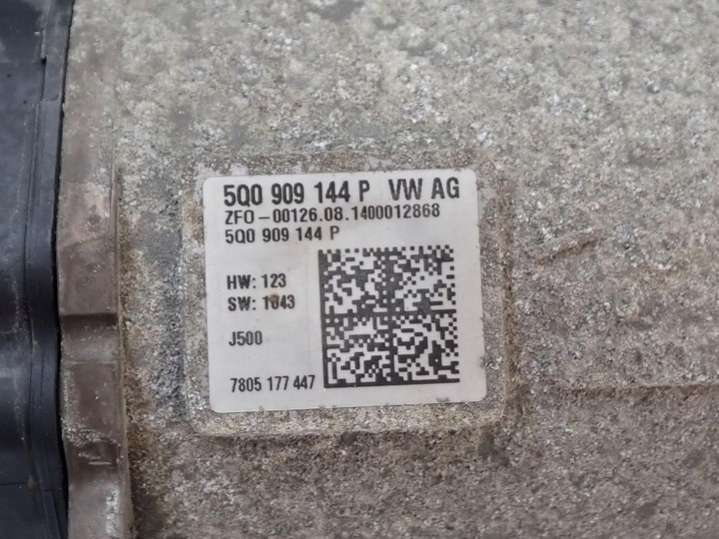 5Q0 909 144 P VW AG
ZFO-00126.08.1400012868
5Q0 909 144 P
HW: 123
SW: 1043
J500
7805 177 447